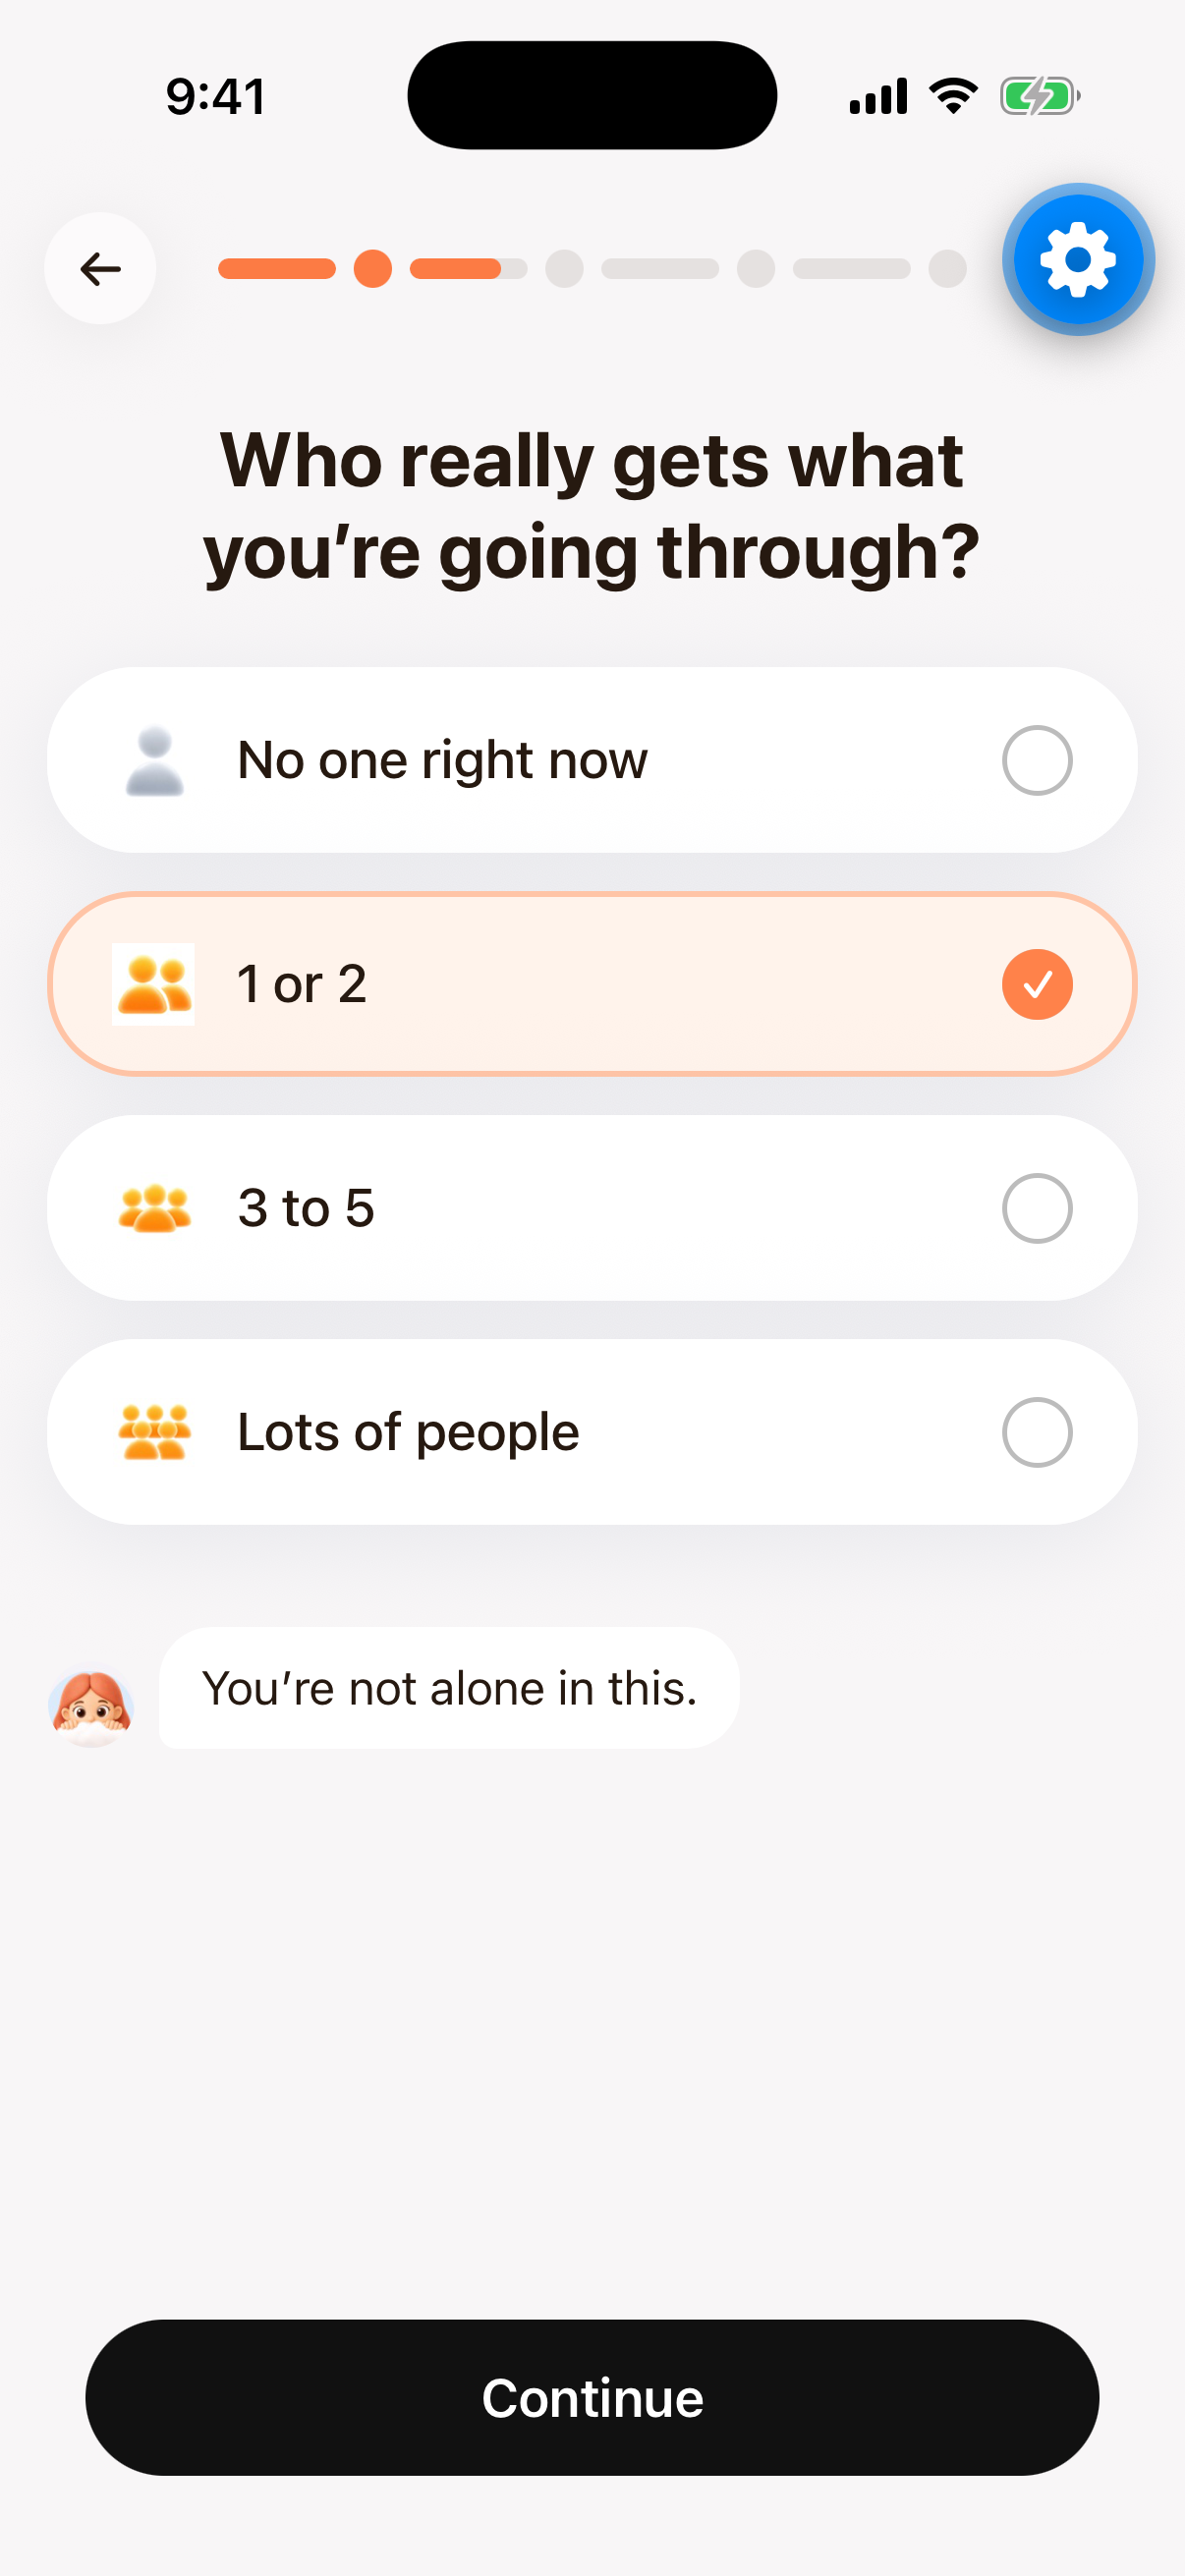 9:41
Who really gets what
you’re going through?
No one right now
1 or 2
3 to 5
Lots of people
You’re not alone in this.
Continue